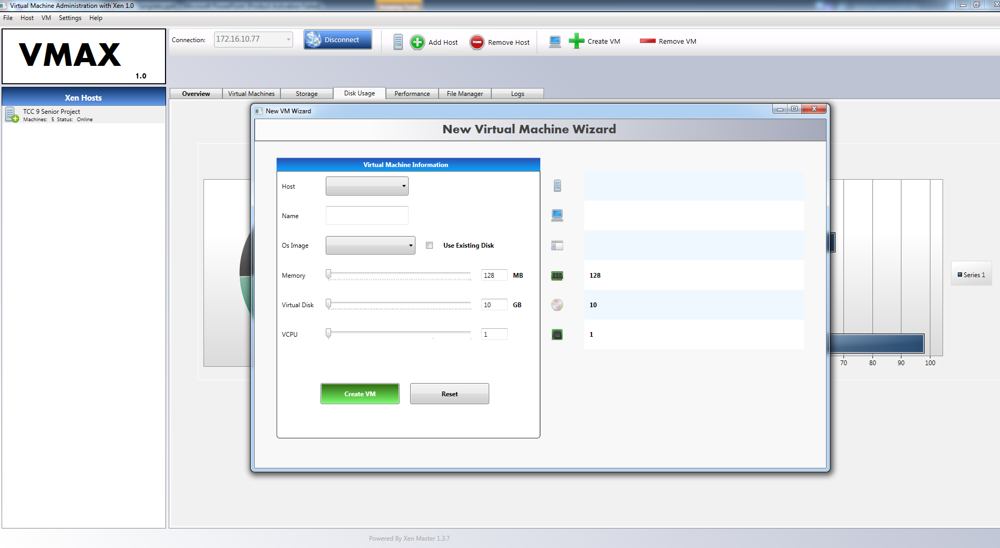 Virtual Machine Administration with Xen 1.0
File Host VM Settings Help
VMAX
1.0
Connection: 172.16.10.77 Disconnect Add Host Remove Host Create VM Remove VM
Xen Hosts
TCC 9 Senior Project
Machines: 5 Status: Online
Overview Virtual Machines Storage Disk Usage Performance File Manager Logs
New VM Wizard
New Virtual Machine Wizard
Virtual Machine Information
Host
Name
Os Image Use Existing Disk
Memory 128 MB 128
Virtual Disk 10 GB 10
VCPU 1 1
Create VM Reset
Series 1
70 80 90 100
Powered By Xen Master 1.3.7